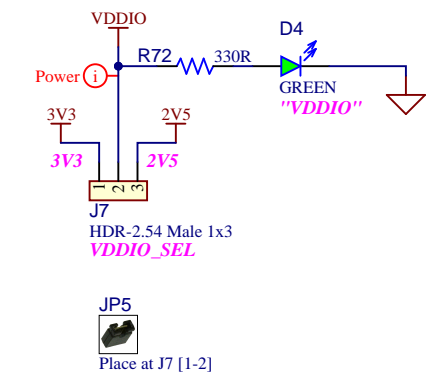 VDDIO
D4
R72
330R
Power
i
GREEN
"VDDIO"
3V3
2V5
3V3
2V5
1
2
3
J7
HDR-2.54 Male 1x3
VDDIO_SEL
JP5
Place at J7 [1-2]